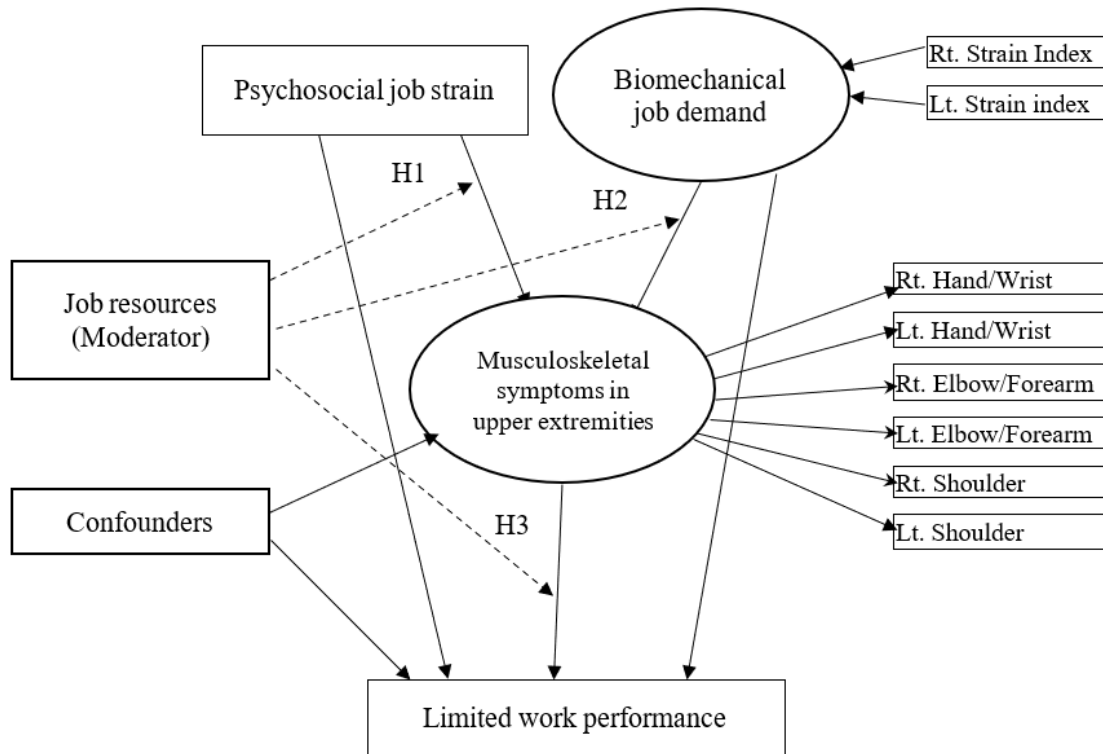 Psychosocial job strain
Biomechanical
job demand
Rt. Strain Index
Lt. Strain index
H1
H2
Job resources
(Moderator)
Musculoskeletal
symptoms in
upper extremities
Rt. Hand/Wrist
Lt. Hand/Wrist
Rt. Elbow/Forearm
Lt. Elbow/Forearm
Rt. Shoulder
Lt. Shoulder
Confounders
H3
Limited work performance